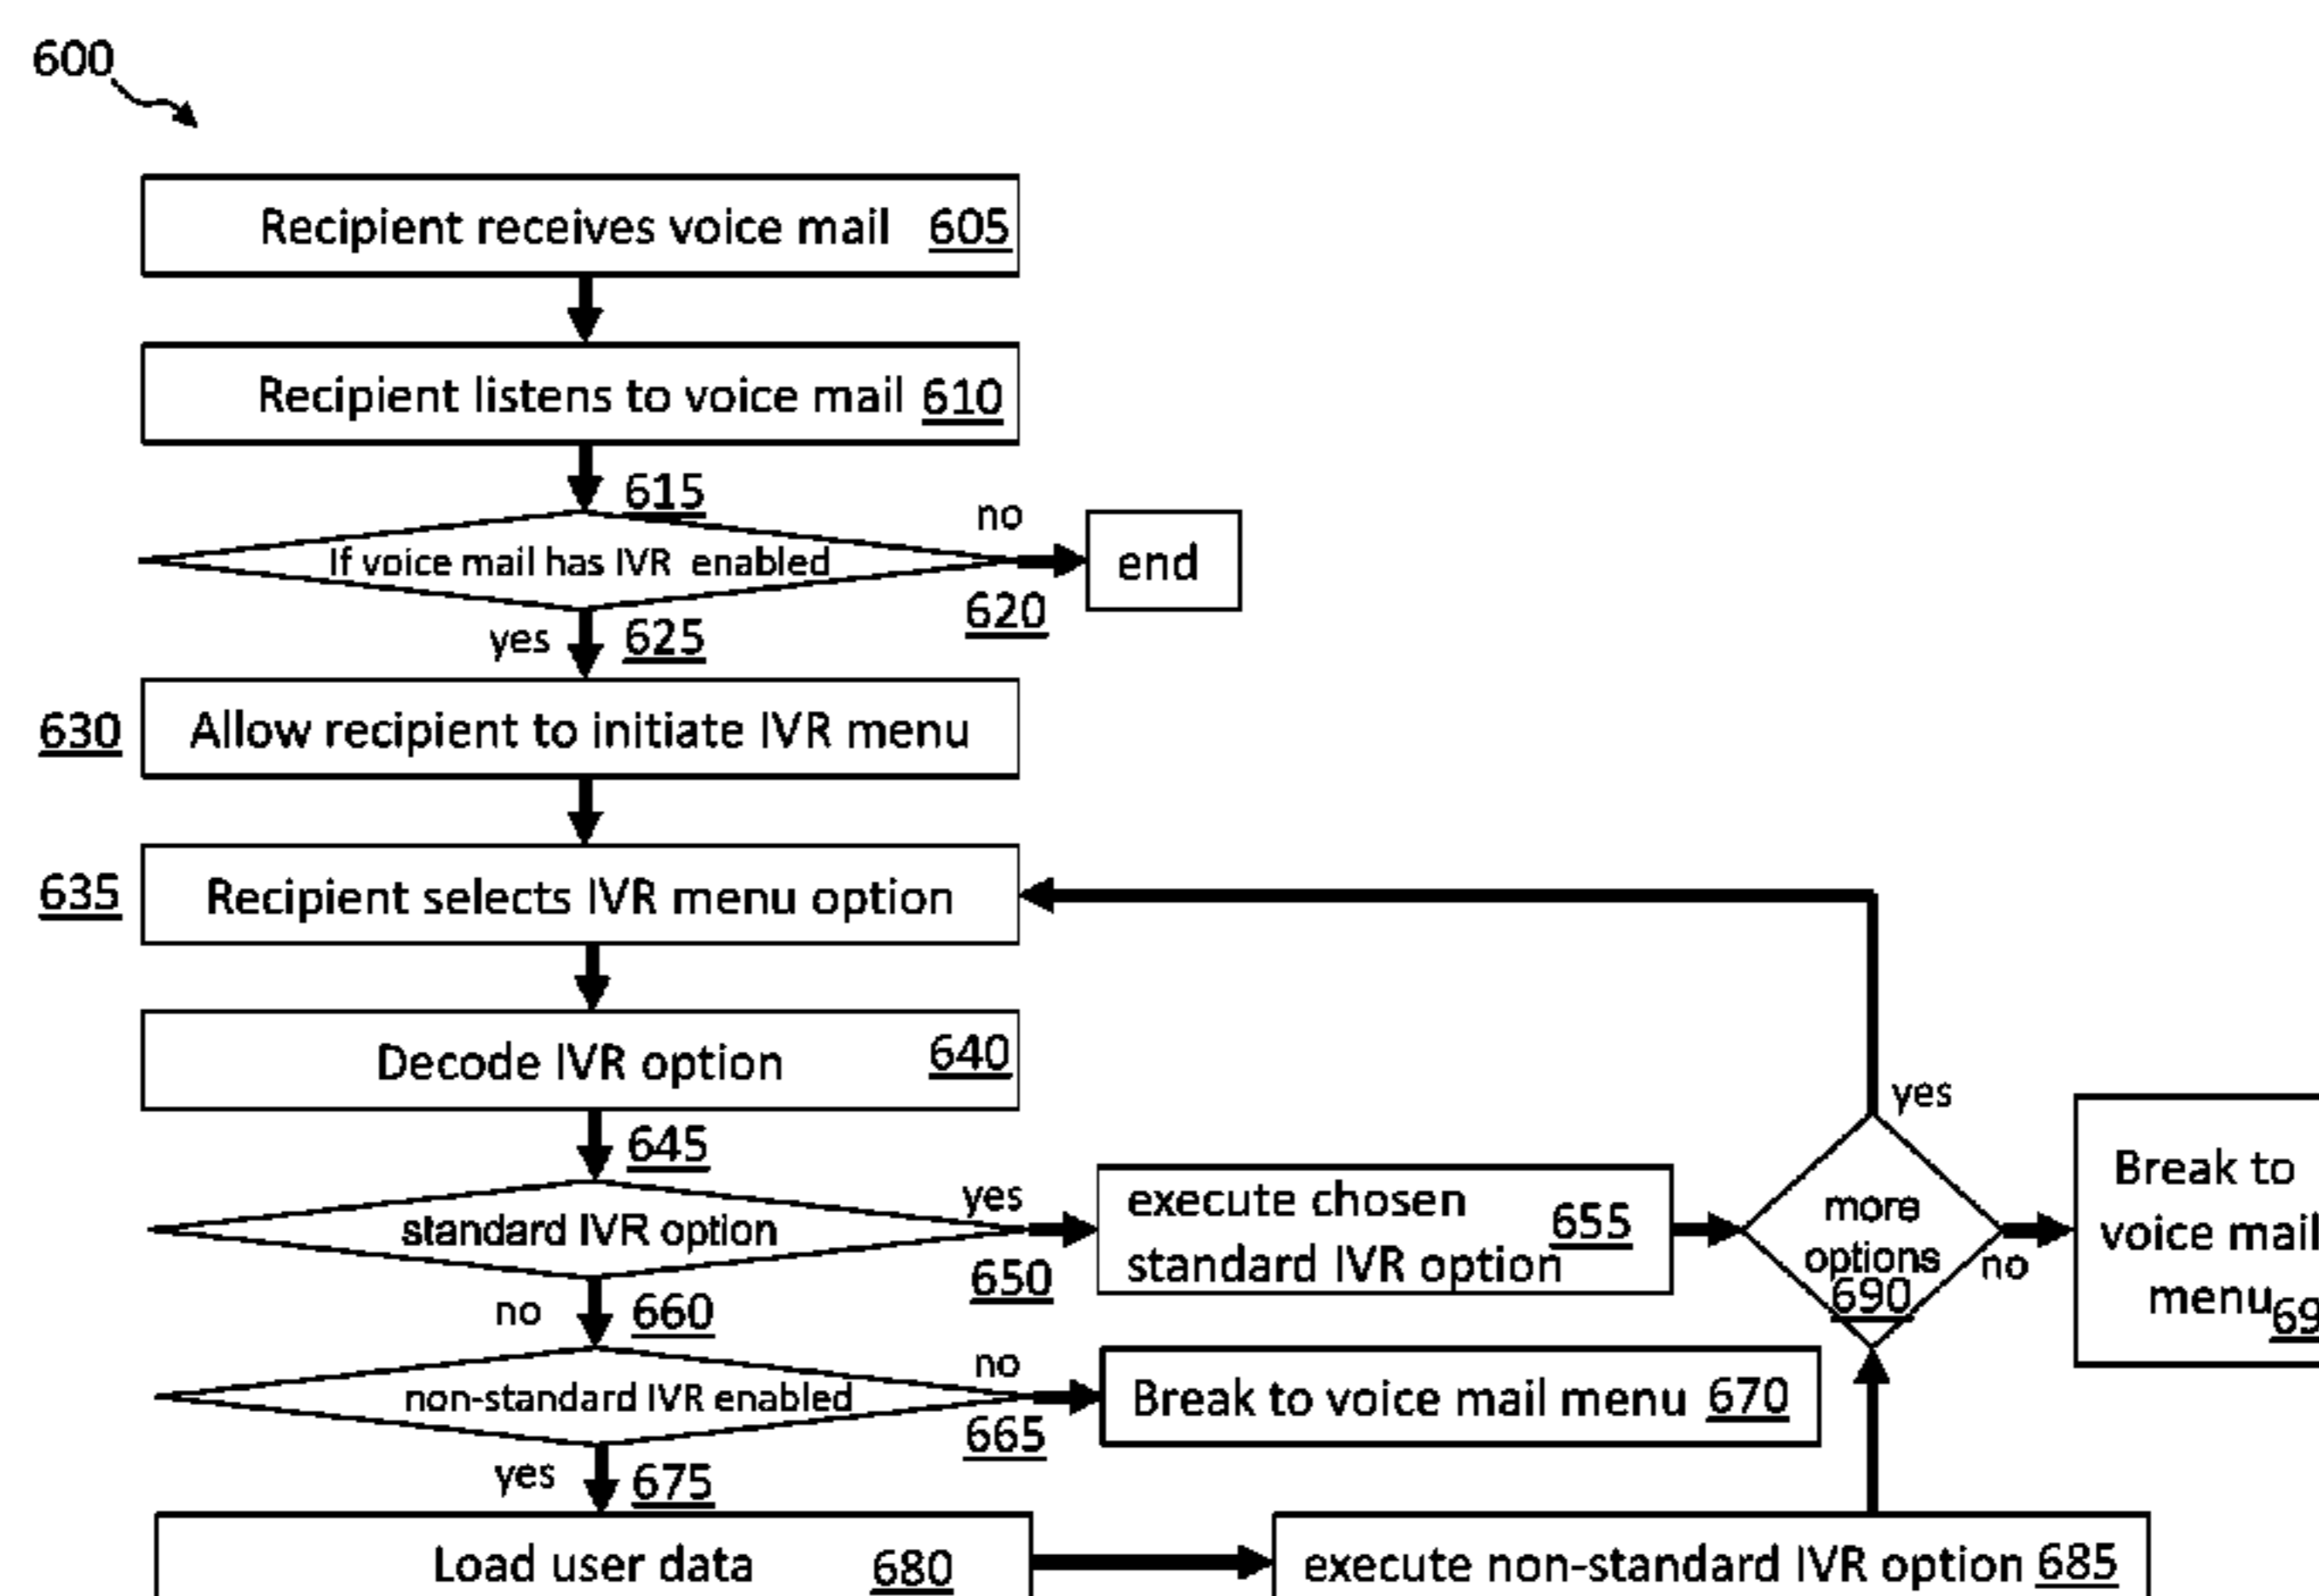 600
Recipient receives voice mail 605
Recipient listens to voice mail 610
615
If voice mail has IVR enabled
no
620
end
yes 625
630 Allow recipient to initiate IVR menu
635 Recipient selects IVR menu option
Decode IVR option 640
645
standard IVR option
yes
650
execute chosen
standard IVR option
655
more
options
690
yes
no
Break to
voice mail
menu
no 660
non-standard IVR enabled
no
665
Break to voice mail menu 670
yes 675
Load user data 680
execute non-standard IVR option 685